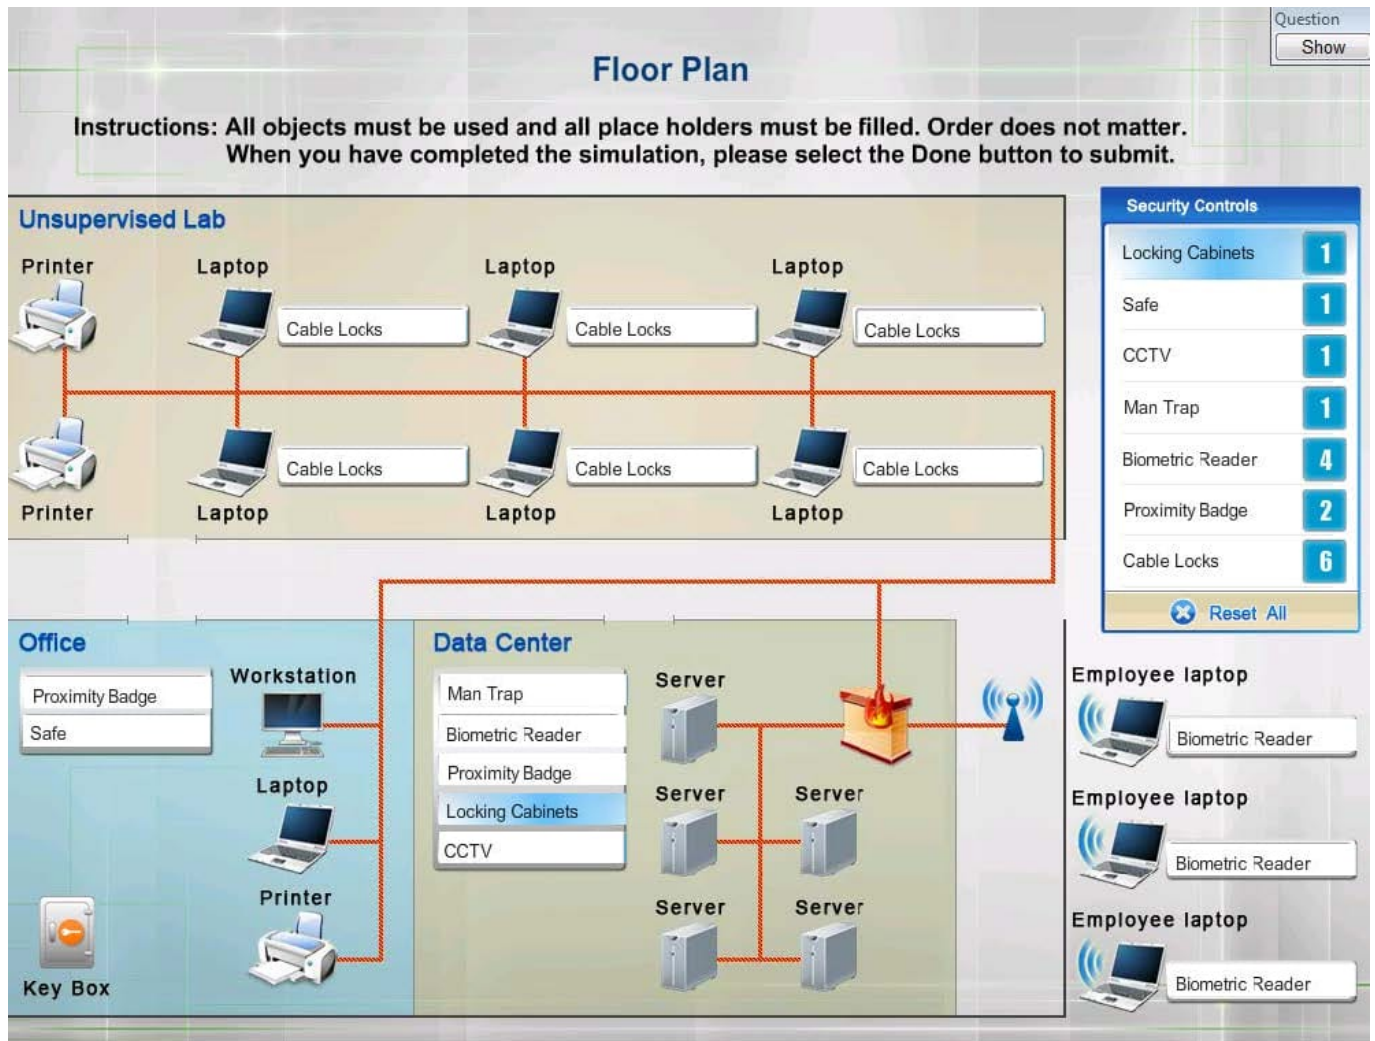 Question
Show
Floor Plan
Instructions: All objects must be used and all place holders must be filled. Order does not matter.
When you have completed the simulation, please select the Done button to submit.
Unsupervised Lab
Printer
Laptop
Laptop
Laptop
Cable Locks
Cable Locks
Cable Locks
Cable Locks
Cable Locks
Cable Locks
Printer
Laptop
Laptop
Laptop
Security Controls
Locking Cabinets 1
Safe 1
CCTV 1
Man Trap 1
Biometric Reader 4
Proximity Badge 2
Cable Locks 6
Reset All
Office
Proximity Badge
Safe
Workstation
Laptop
Printer
Key Box
Data Center
Man Trap
Biometric Reader
Proximity Badge
Locking Cabinets
CCTV
Server
Server
Server
Server
Server
Employee laptop
Biometric Reader
Employee laptop
Biometric Reader
Employee laptop
Biometric Reader